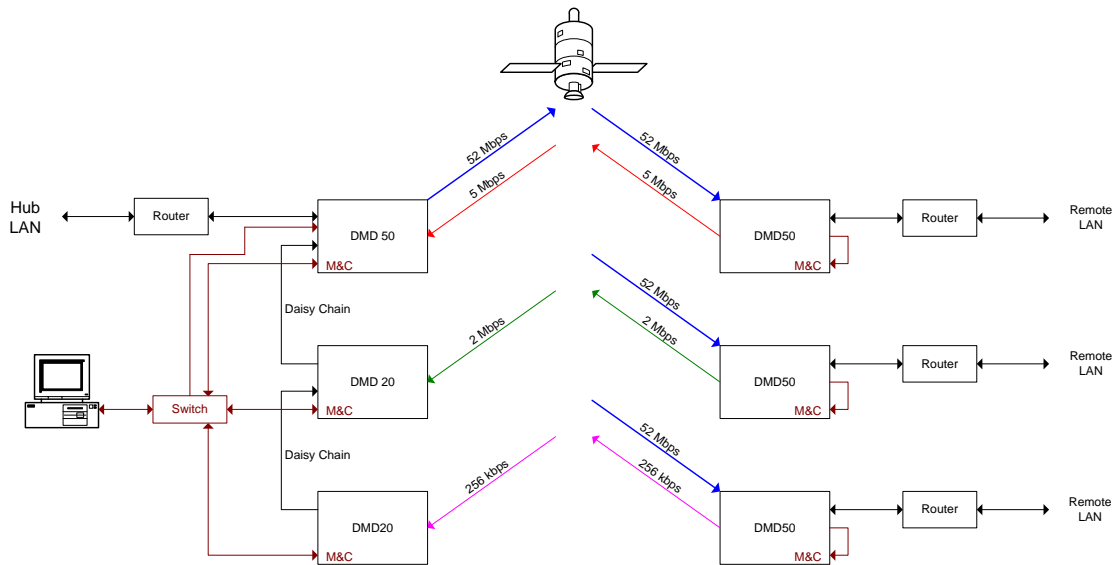 52 Mbps
52 Mbps
5 Mbps
5 Mbps
Hub
LAN
Router
DMD 50
M&C
DMD50
M&C
Router
Remote
LAN
Daisy Chain
52 Mbps
2 Mbps
2 Mbps
DMD 20
M&C
DMD50
M&C
Router
Remote
LAN
Switch
Daisy Chain
52 Mbps
256 kbps
256 kbps
DMD20
M&C
DMD50
M&C
Router
Remote
LAN